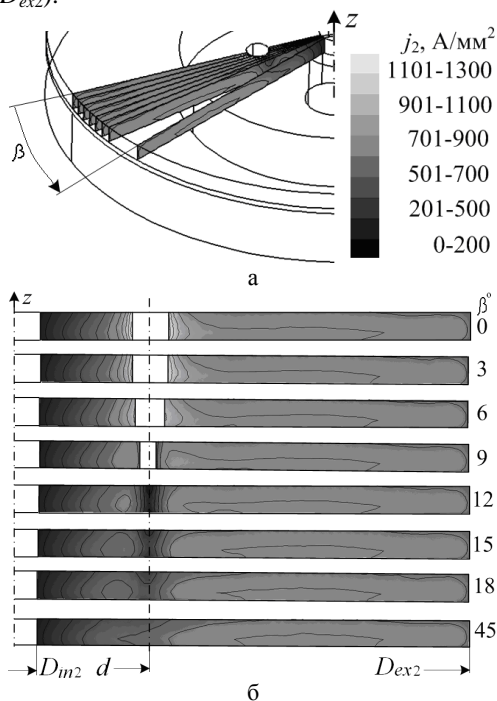 D_ex2).
z
j₂, А/мм²
1101-1300
901-1100
701-900
501-700
201-500
0-200
β
а
z
β°
0
3
6
9
12
15
18
45
D_in2 d D_ex2
б